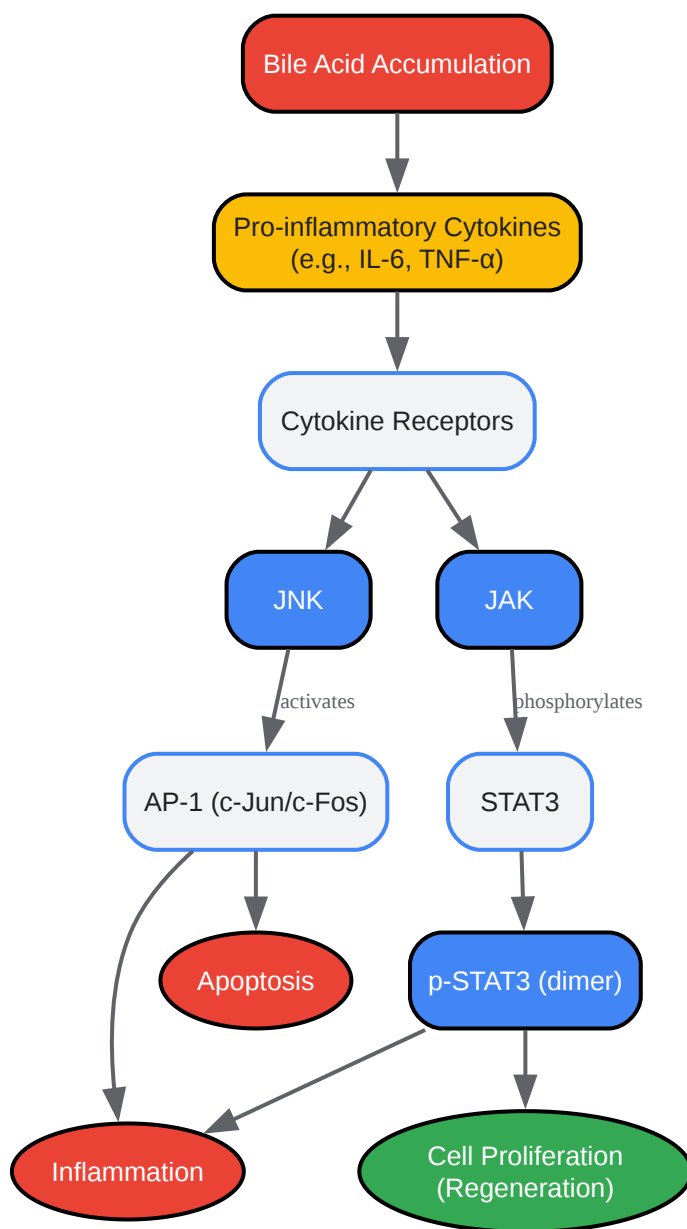 Bile Acid Accumulation
Pro-inflammatory Cytokines
(e.g., IL-6, TNF-α)
Cytokine Receptors
JNK
JAK
activates
phosphorylates
AP-1 (c-Jun/c-Fos)
STAT3
Apoptosis
p-STAT3 (dimer)
Inflammation
Cell Proliferation
(Regeneration)